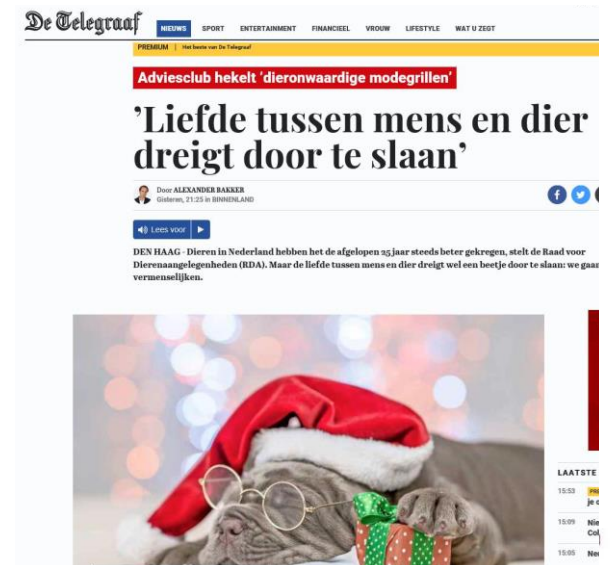 De Telegraaf
NIEUWS SPORT ENTERTAINMENT FINANCIEEL VROUW LIFESTYLE WAT U ZEGT
PREMIUM | Het beste van De Telegraaf
Adviesclub hekelt ‘dieronwaardige modegrillen’
’Liefde tussen mens en dier
dreigt door te slaan’
Door ALEXANDER BAKKER
Gisteren, 21:25 in BINNENLAND
Lees voor
DEN HAAG - Dieren in Nederland hebben het de afgelopen 25 jaar steeds beter gekregen, stelt de Raad voor
Dierenaangelegenheden (RDA). Maar de liefde tussen mens en dier dreigt wel een beetje door te slaan: we gaan
vermenselijken.
LAATSTE
15:53
je
15:09 Nie
Col
15:05